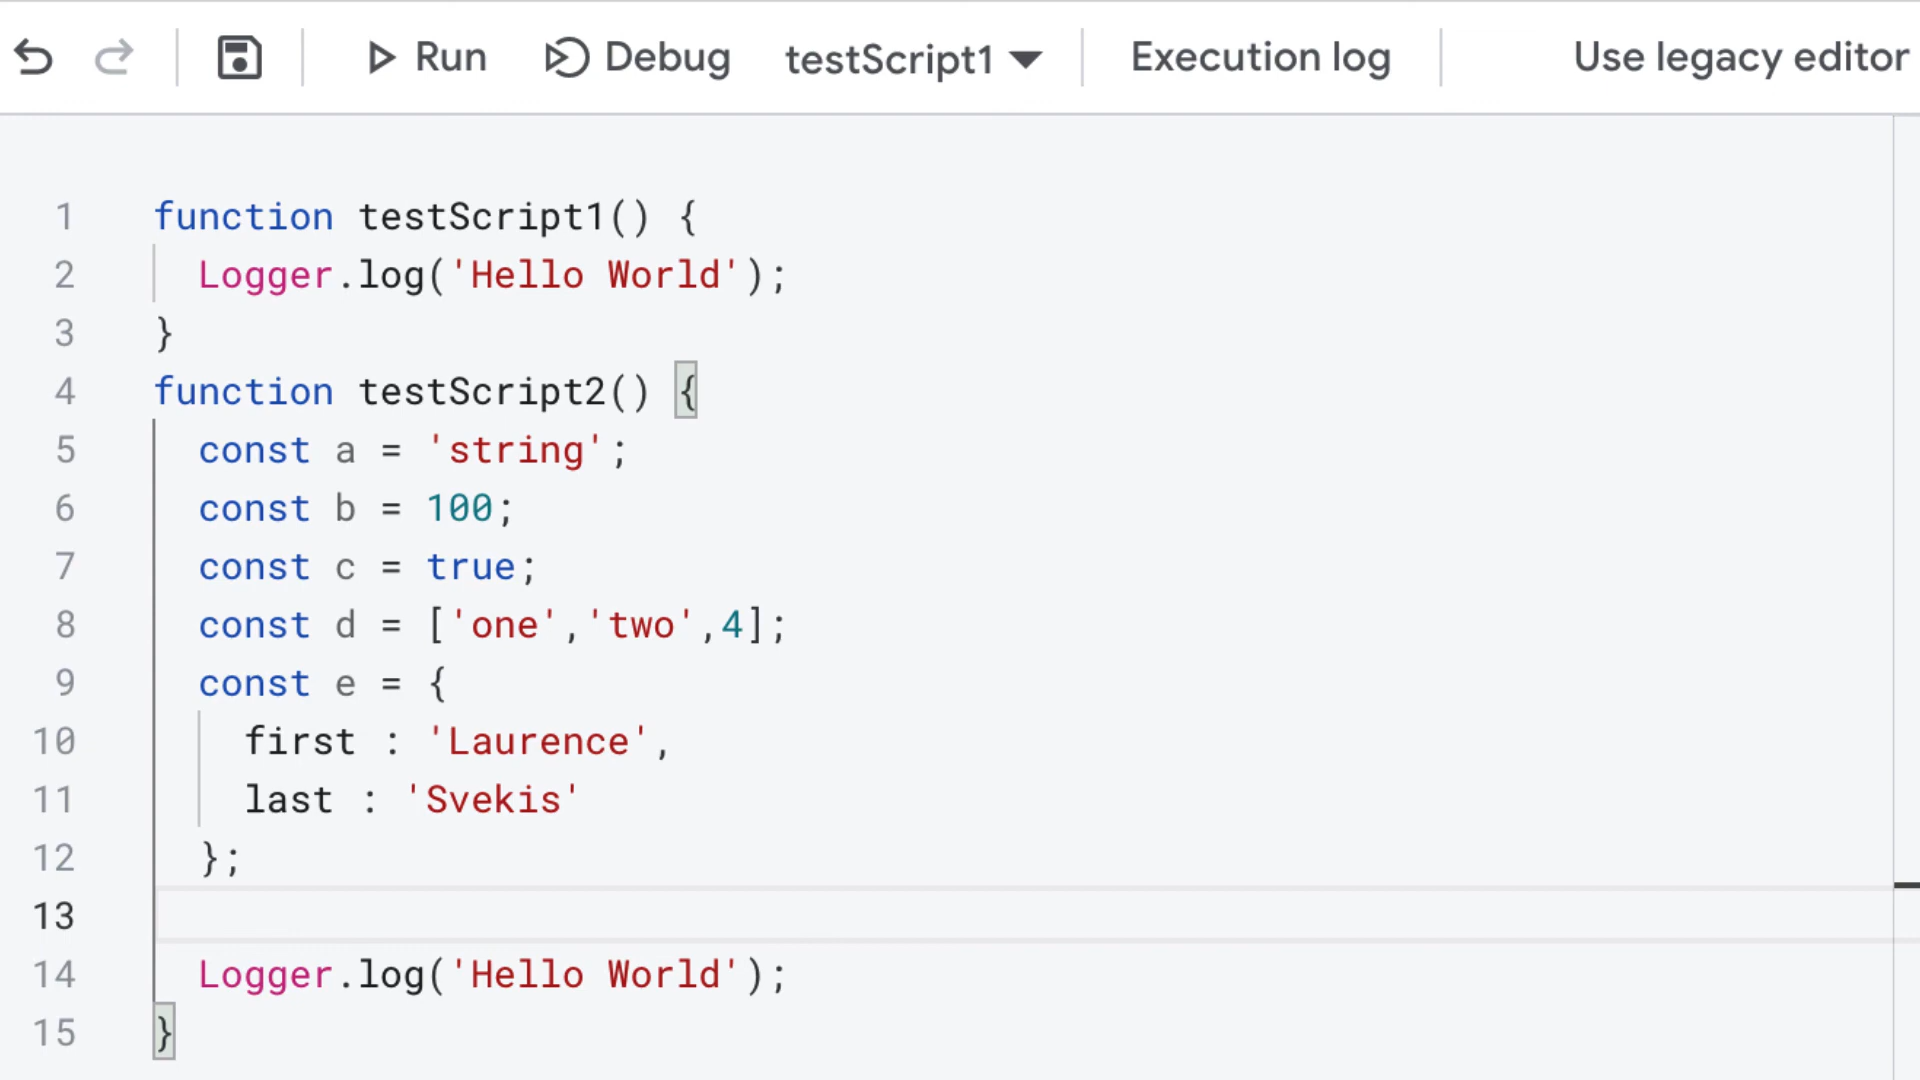 Run Debug testScript1 Execution log Use legacy editor
1 function testScript1() {
2 Logger.log('Hello World');
3 }
4 function testScript2() {
5 const a = 'string';
6 const b = 100;
7 const c = true;
8 const d = ['one','two',4];
9 const e = {
10 first : 'Laurence',
11 last : 'Svekis'
12 };
13
14 Logger.log('Hello World');
15 }